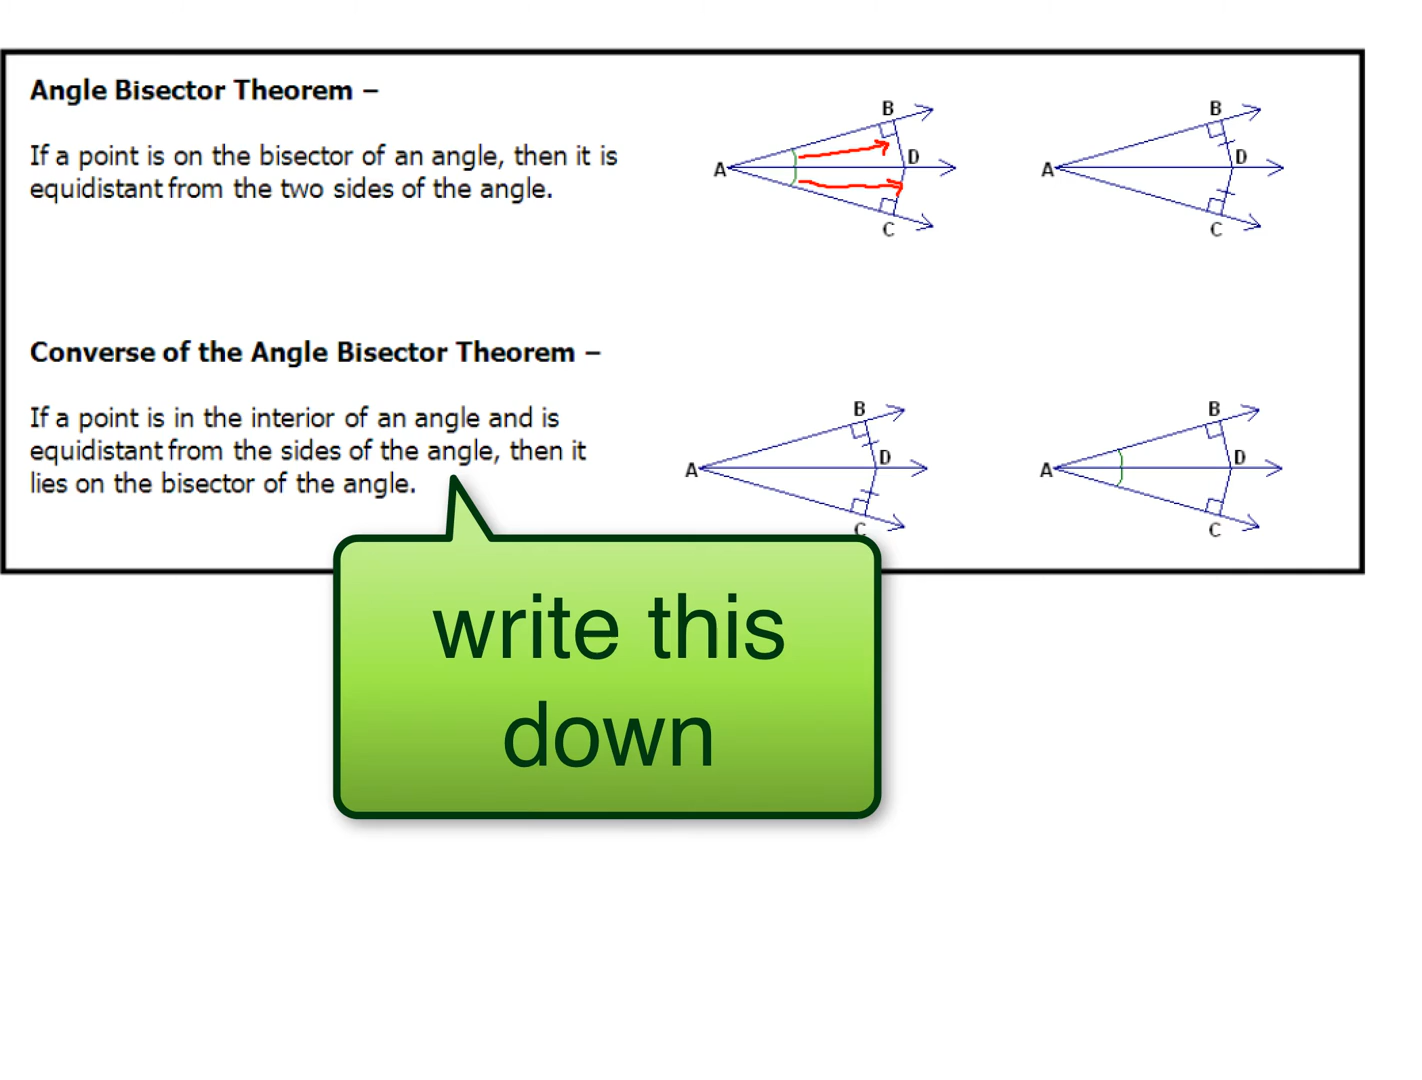 Angle Bisector Theorem –
If a point is on the bisector of an angle, then it is
equidistant from the two sides of the angle.
B
A
D
C
B
A
D
C
Converse of the Angle Bisector Theorem –
If a point is in the interior of an angle and is
equidistant from the sides of the angle, then it
lies on the bisector of the angle.
B
A
D
C
B
A
D
C
write this
down